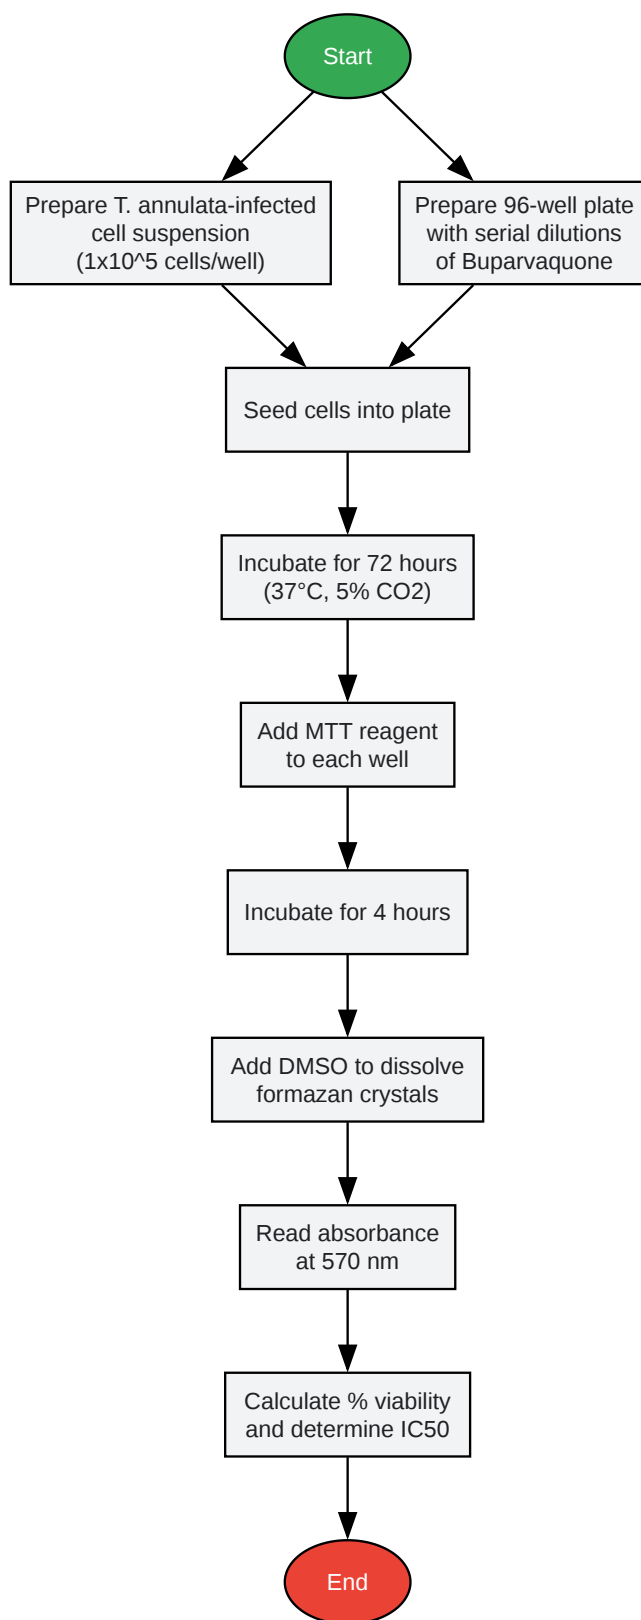 Start
Prepare T. annulata-infected
cell suspension
(1x10^5 cells/well)
Prepare 96-well plate
with serial dilutions
of Buparvaquone
Seed cells into plate
Incubate for 72 hours
(37°C, 5% CO2)
Add MTT reagent
to each well
Incubate for 4 hours
Add DMSO to dissolve
formazan crystals
Read absorbance
at 570 nm
Calculate % viability
and determine IC50
End